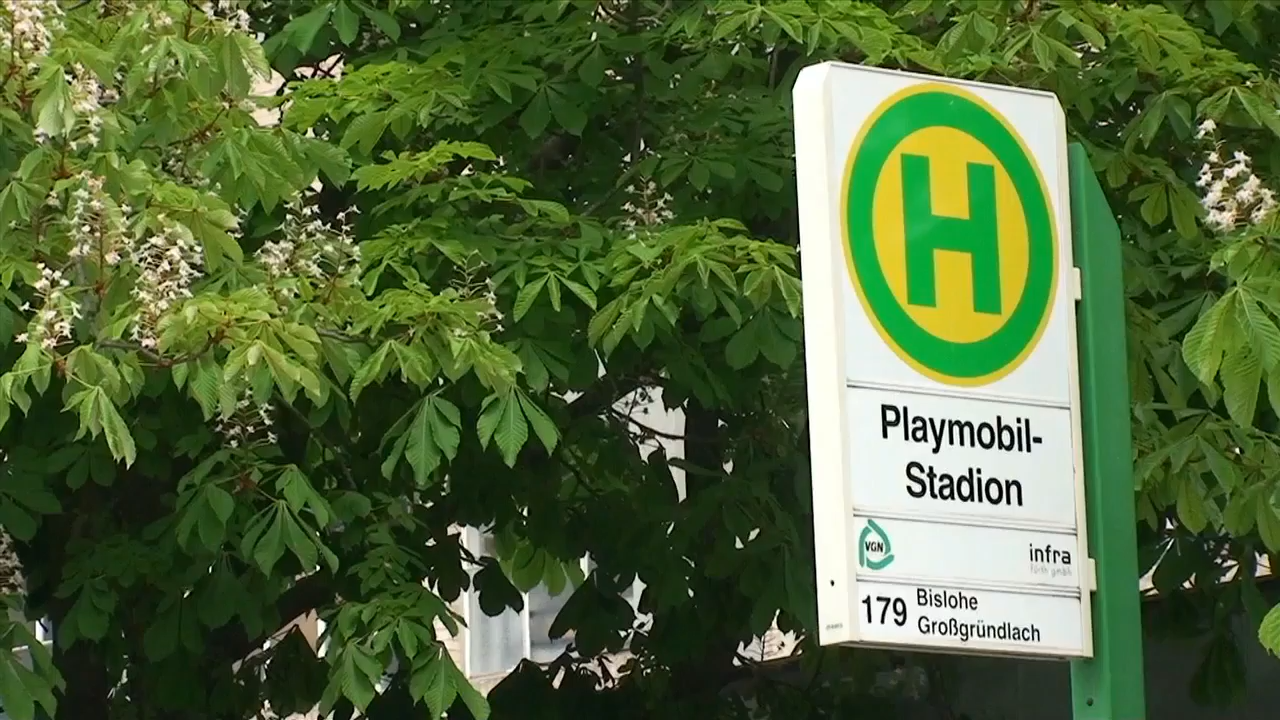 H
Playmobil-
Stadion
VGN
infra
fürth gmbh
179 Bislohe
Großgründlach